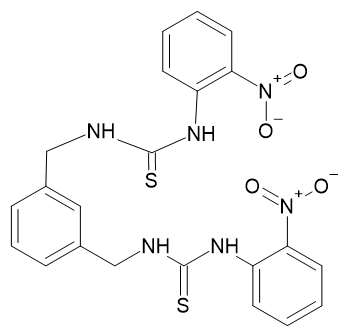 N+ O
NH NH O−
S
O N+ O−
NH NH
S